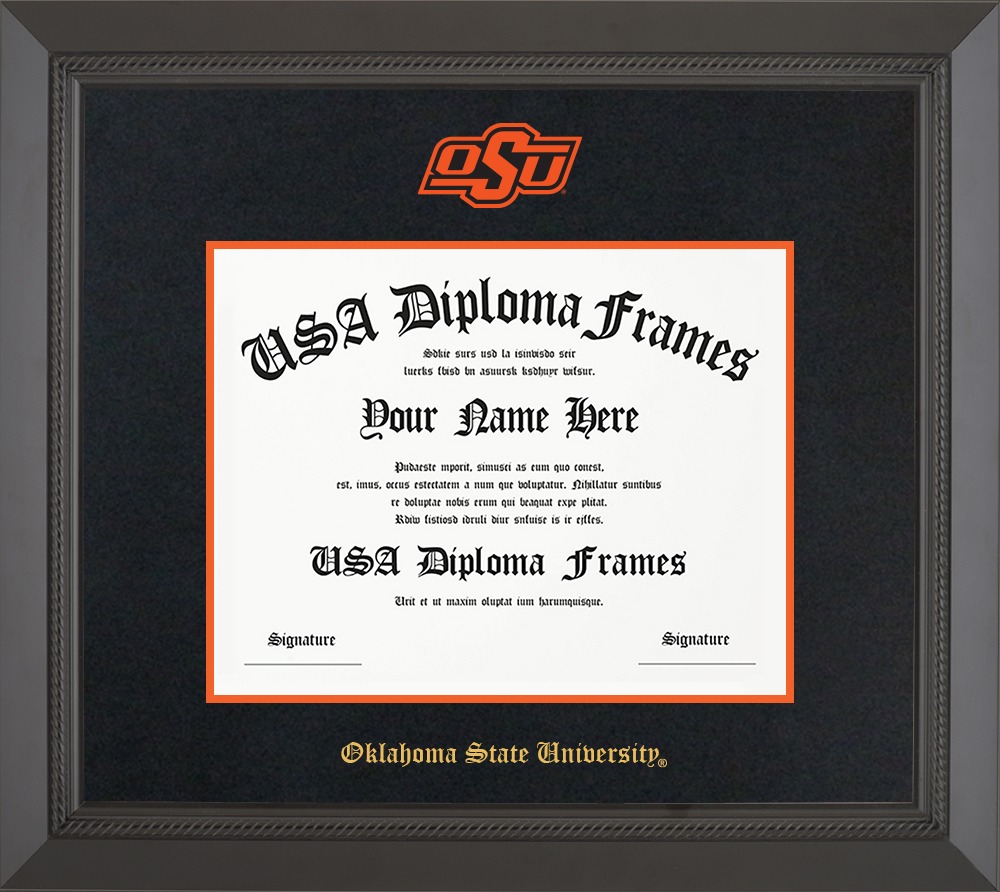 OSU
USA Diploma Frames
Sdkie surs usd la isinvisdo seir
luerks fbisd bn asuursk ksdhuyr wifsur.
Your Name Here
Pudaeste mporit, simusci as eum quo conest,
est, imus, occus estectatem a num que voluptatur. Nihillatur suntibus
re doluptae nobis erum qui beaquat expe plitat.
Rdiw fistiosd idruli diur snfuise is ir ejffes.
USA Diploma Frames
Urit et ut maxim oluptat ium harumquisque.
Signature Signature
Oklahoma State University®